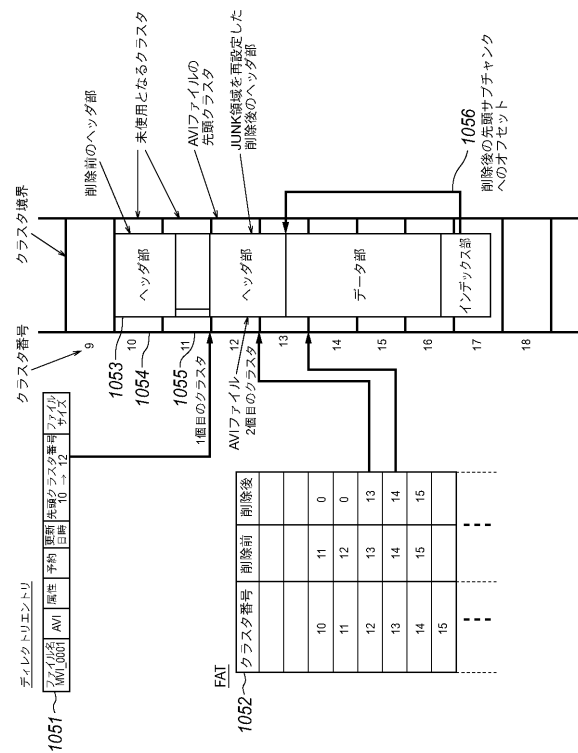 ディレクトリエントリ
ファイル名
MVI_0001
AVI
属性
予約
更新
日時
先頭クラスタ番号
10 → 12
ファイル
サイズ
1051
FAT
クラスタ番号
削除前
削除後
10
11
0
11
12
0
12
13
13
13
14
14
14
15
15
15
1052
クラスタ番号
クラスタ境界
9
10
11
12
13
14
15
16
17
18
1053
1054
1055
1個目のクラスタ
AVIファイル
2個目のクラスタ
ヘッダ部
ヘッダ部
データ部
インデックス部
削除前のヘッダ部
未使用となるクラスタ
AVIファイルの
先頭クラスタ
JUNK領域を再設定した
削除後のヘッダ部
1056
削除後の先頭サブチャンク
へのオフセット